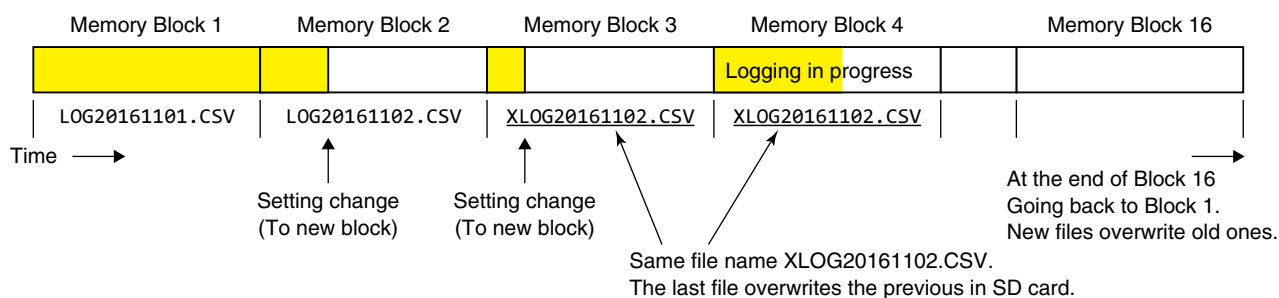 Memory Block 1 Memory Block 2 Memory Block 3 Memory Block 4 Memory Block 16
Logging in progress
LOG20161101.CSV LOG20161102.CSV XLOG20161102.CSV XLOG20161102.CSV
Time
Setting change
(To new block)
Setting change
(To new block)
At the end of Block 16
Going back to Block 1.
New files overwrite old ones.
Same file name XLOG20161102.CSV.
The last file overwrites the previous in SD card.